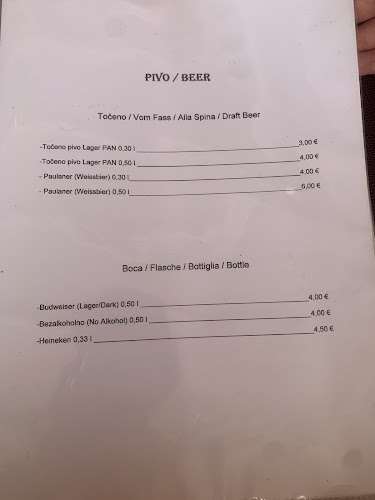 PIVO / BEER
Točeno / Vom Fass / Alla Spina / Draft Beer
-Točeno pivo Lager PAN 0,30 l 3,00 €
-Točeno pivo Lager PAN 0,50 l 4,00 €
- Paulaner (Weissbier) 0,30 l 4,00 €
- Paulaner (Weissbier) 0,50 l 5,00 €
Boca / Flasche / Bottiglia / Bottle
-Budweiser (Lager/Dark) 0,50 l 4,00 €
-Bezalkoholno (No Alkohol) 0,50 l 4,00 €
-Heineken 0,33 l 4,50 €